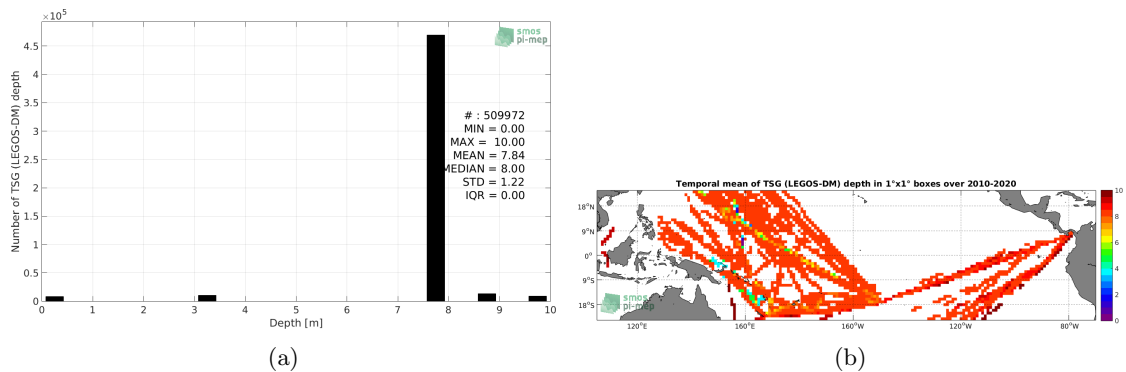 ×10⁵
smos
pi-mep
4.5
4
3.5
3
2.5
2
1.5
1
0.5
0
Number of TSG (LEGOS-DM) depth
# : 509972
MIN = 0.00
MAX = 10.00
MEAN = 7.84
MEDIAN = 8.00
STD = 1.22
IQR = 0.00
0 1 2 3 4 5 6 7 8 9 10
Depth [m]
(a)
Temporal mean of TSG (LEGOS-DM) depth in 1°x1° boxes over 2010-2020
18°N
9°N
0°
9°S
18°S
smos
pi-mep
120°E 160°E 160°W 120°W 80°W
10
8
6
4
2
0
(b)